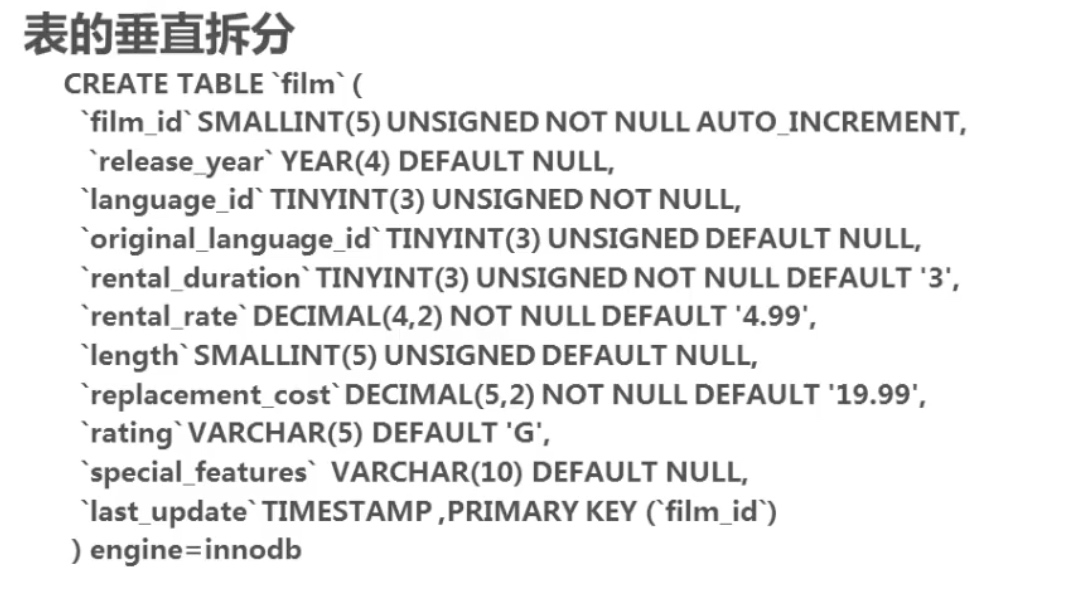 表的垂直拆分
CREATE TABLE `film` (
`film_id` SMALLINT(5) UNSIGNED NOT NULL AUTO_INCREMENT,
`release_year` YEAR(4) DEFAULT NULL,
`language_id` TINYINT(3) UNSIGNED NOT NULL,
`original_language_id` TINYINT(3) UNSIGNED DEFAULT NULL,
`rental_duration` TINYINT(3) UNSIGNED NOT NULL DEFAULT '3',
`rental_rate` DECIMAL(4,2) NOT NULL DEFAULT '4.99',
`length` SMALLINT(5) UNSIGNED DEFAULT NULL,
`replacement_cost` DECIMAL(5,2) NOT NULL DEFAULT '19.99',
`rating` VARCHAR(5) DEFAULT 'G',
`special_features` VARCHAR(10) DEFAULT NULL,
`last_update` TIMESTAMP ,PRIMARY KEY (`film_id`)
) engine=innodb